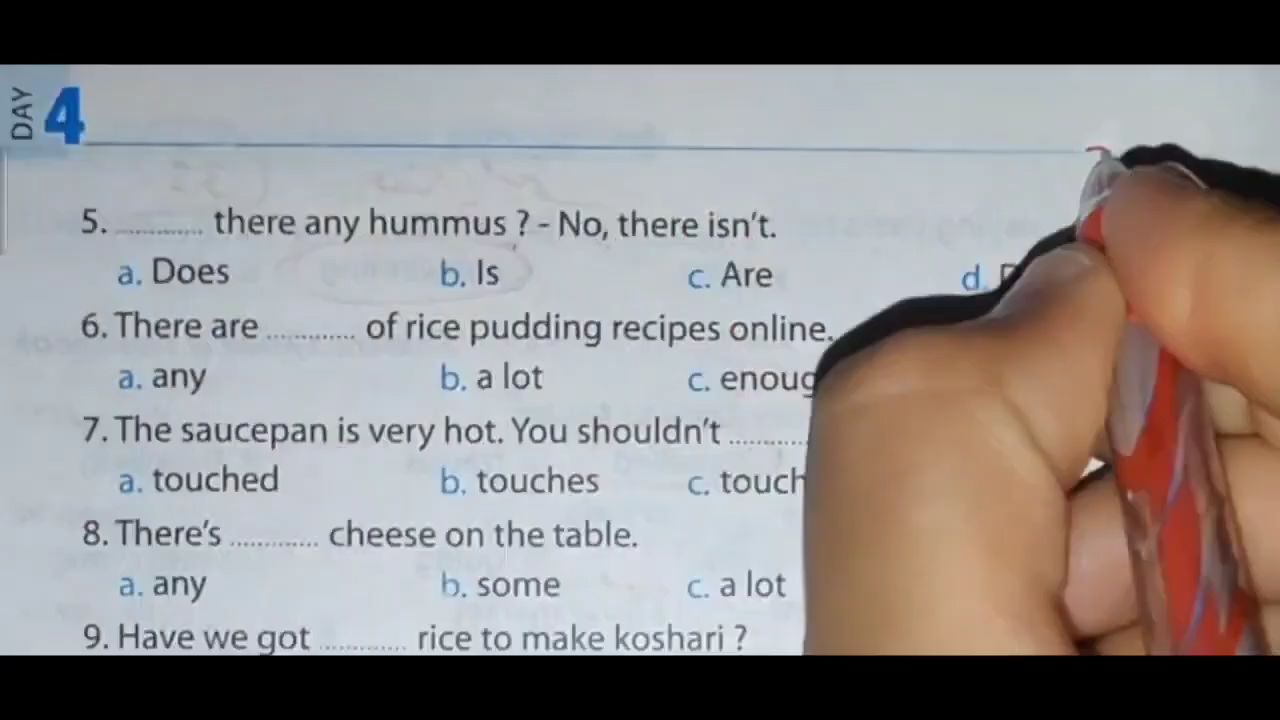 DAY 4
5. ............ there any hummus ? - No, there isn't.
a. Does b. Is c. Are d.
6. There are ............ of rice pudding recipes online.
a. any b. a lot c.
7. The saucepan is very hot. You shouldn't ............
a. touched b. touches c. touch
8. There's ............ cheese on the table.
a. any b. some c. a lot
9. Have we got ............ rice to make koshari ?